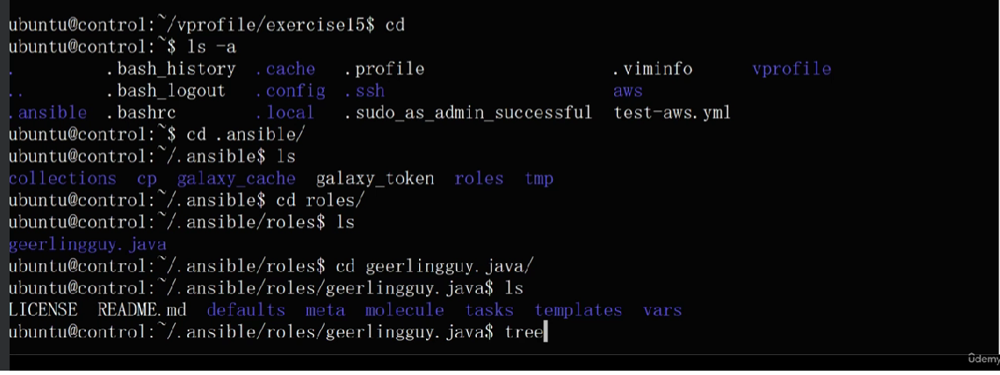 ubuntu@control:~/vprofile/exercise15$ cd
ubuntu@control:~$ ls -a
. .bash_history .cache .profile .viminfo vprofile
.. .bash_logout .config .ssh aws
.ansible .bashrc .local .sudo_as_admin_successful test-aws.yml
ubuntu@control:~$ cd .ansible/
ubuntu@control:~/.ansible$ ls
collections cp galaxy_cache galaxy_token roles tmp
ubuntu@control:~/.ansible$ cd roles/
ubuntu@control:~/.ansible/roles$ ls
geerlingguy.java
ubuntu@control:~/.ansible/roles$ cd geerlingguy.java/
ubuntu@control:~/.ansible/roles/geerlingguy.java$ ls
LICENSE README.md defaults meta molecule tasks templates vars
ubuntu@control:~/.ansible/roles/geerlingguy.java$ tree
ûdemy